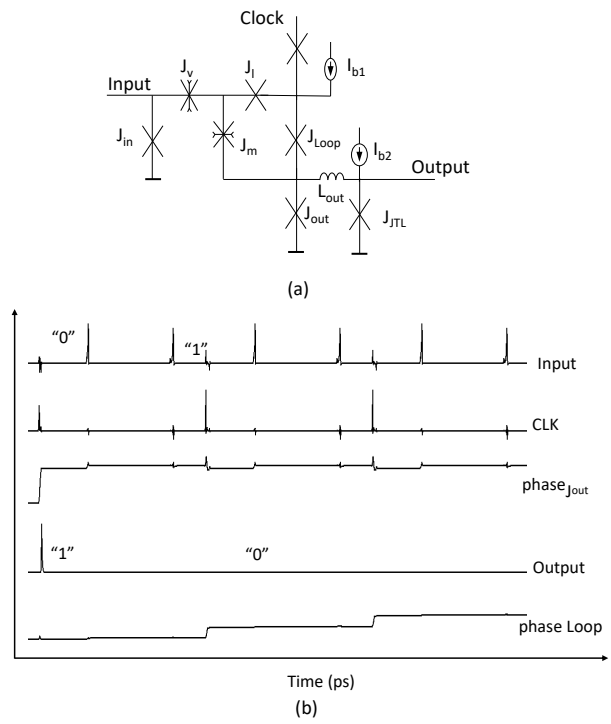 Clock
Input
J_v
J_l
I_b1
J_in
J_m
J_Loop
I_b2
Output
L_out
J_out
J_JTL
(a)
"0"
"1"
Input
CLK
phase_Jout
"1"
"0"
Output
phase Loop
Time (ps)
(b)